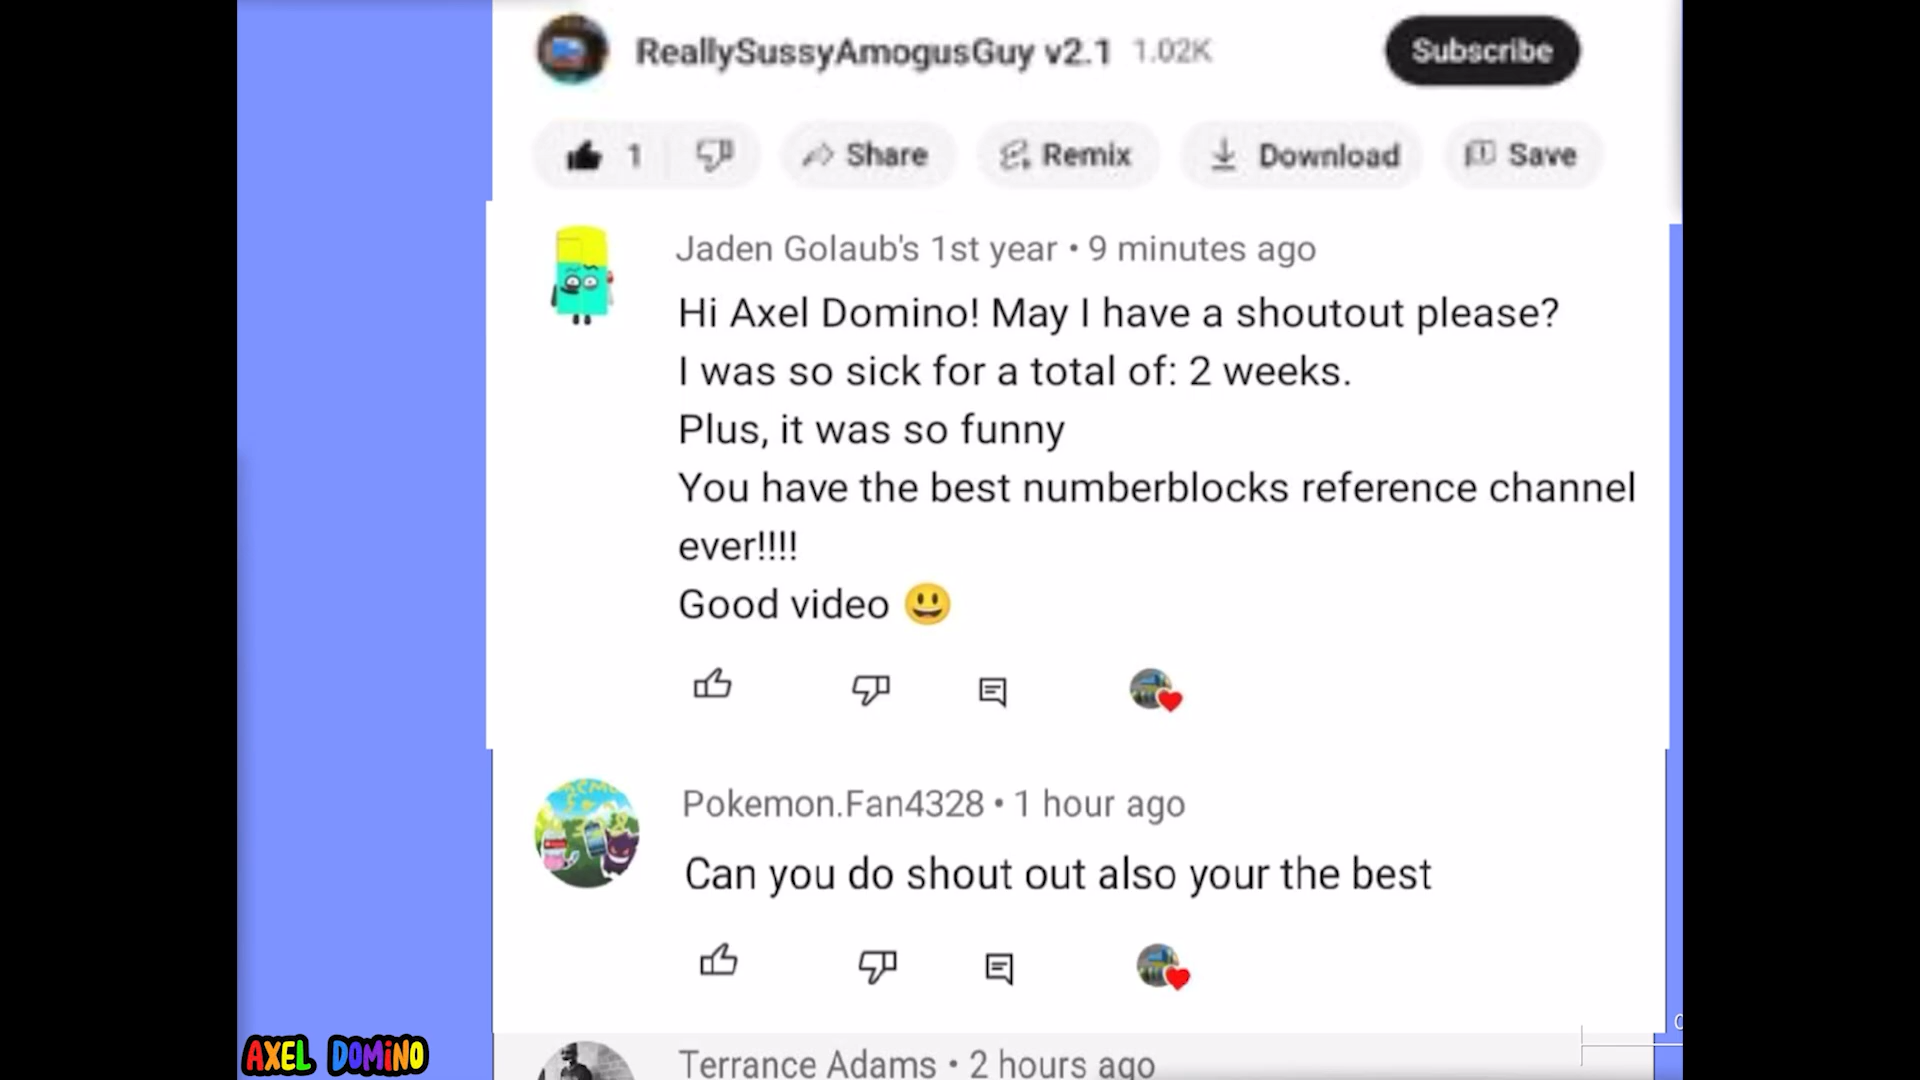 ReallySussyAmogusGuy v2.1 1.02K Subscribe
1 Share Remix Download Save
Jaden Golaub's 1st year • 9 minutes ago
Hi Axel Domino! May I have a shoutout please?
I was so sick for a total of: 2 weeks.
Plus, it was so funny
You have the best numberblocks reference channel
ever!!!!
Good video 😃
Pokemon.Fan4328 • 1 hour ago
Can you do shout out also your the best
Terrance Adams • 2 hours ago
AXEL DOMINO